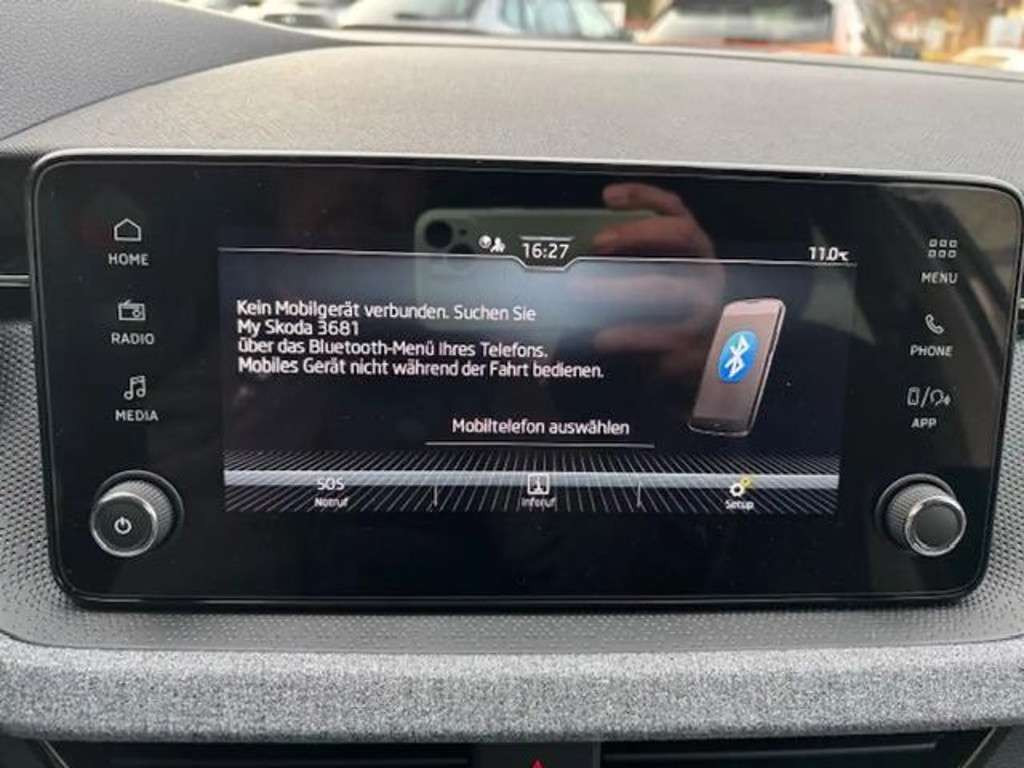 16:27
11.0°C
HOME
RADIO
MEDIA
Kein Mobilgerät verbunden. Suchen Sie
My Skoda 3681
über das Bluetooth-Menü Ihres Telefons.
Mobiles Gerät nicht während der Fahrt bedienen.
Mobiltelefon auswählen
SOS
Notruf
i
Inforuf
Setup
MENU
PHONE
APP